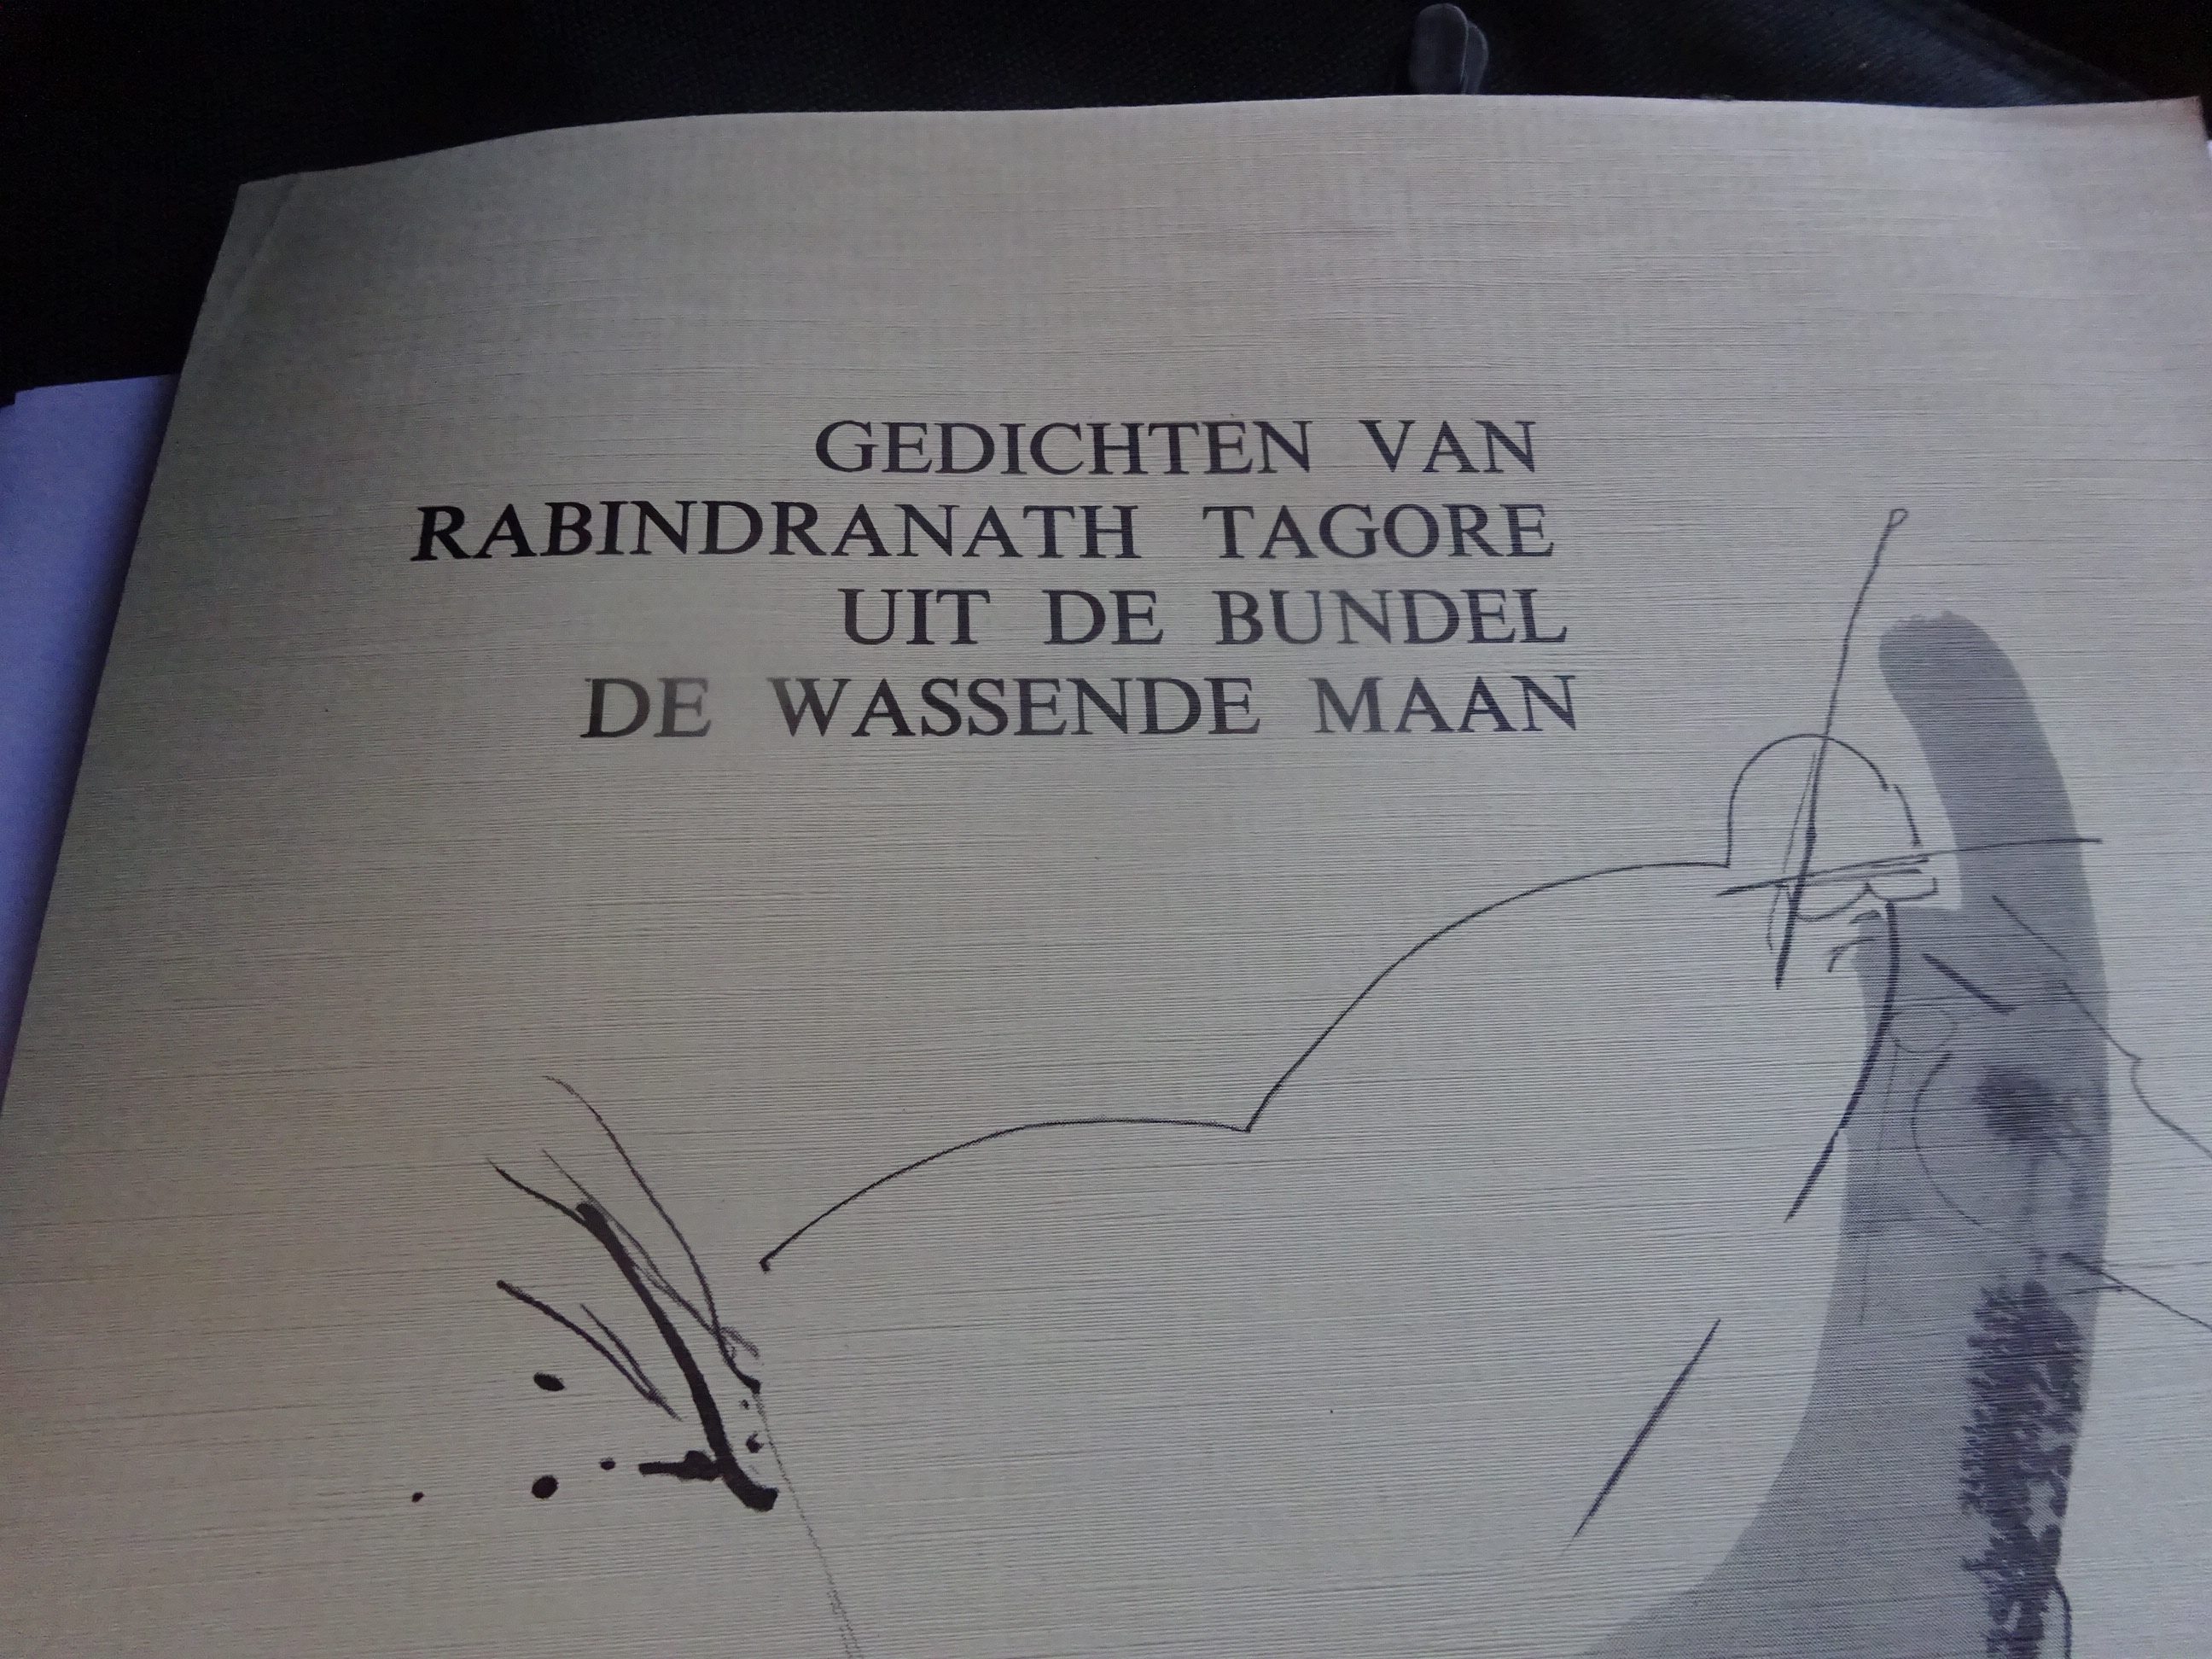 GEDICHTEN VAN
RABINDRANATH TAGORE
UIT DE BUNDEL
DE WASSENDE MAAN